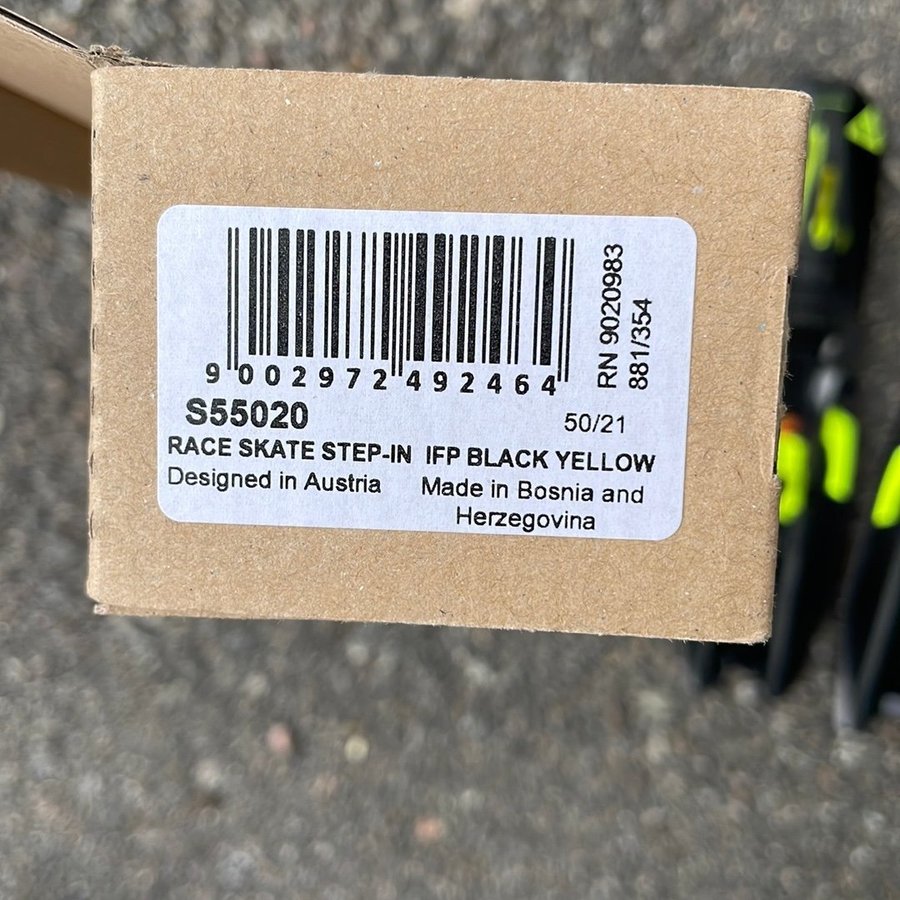 9 002972 492464
RN 9020983
881/354
S55020
50/21
RACE SKATE STEP-IN IFP BLACK YELLOW
Designed in Austria
Made in Bosnia and
Herzegovina